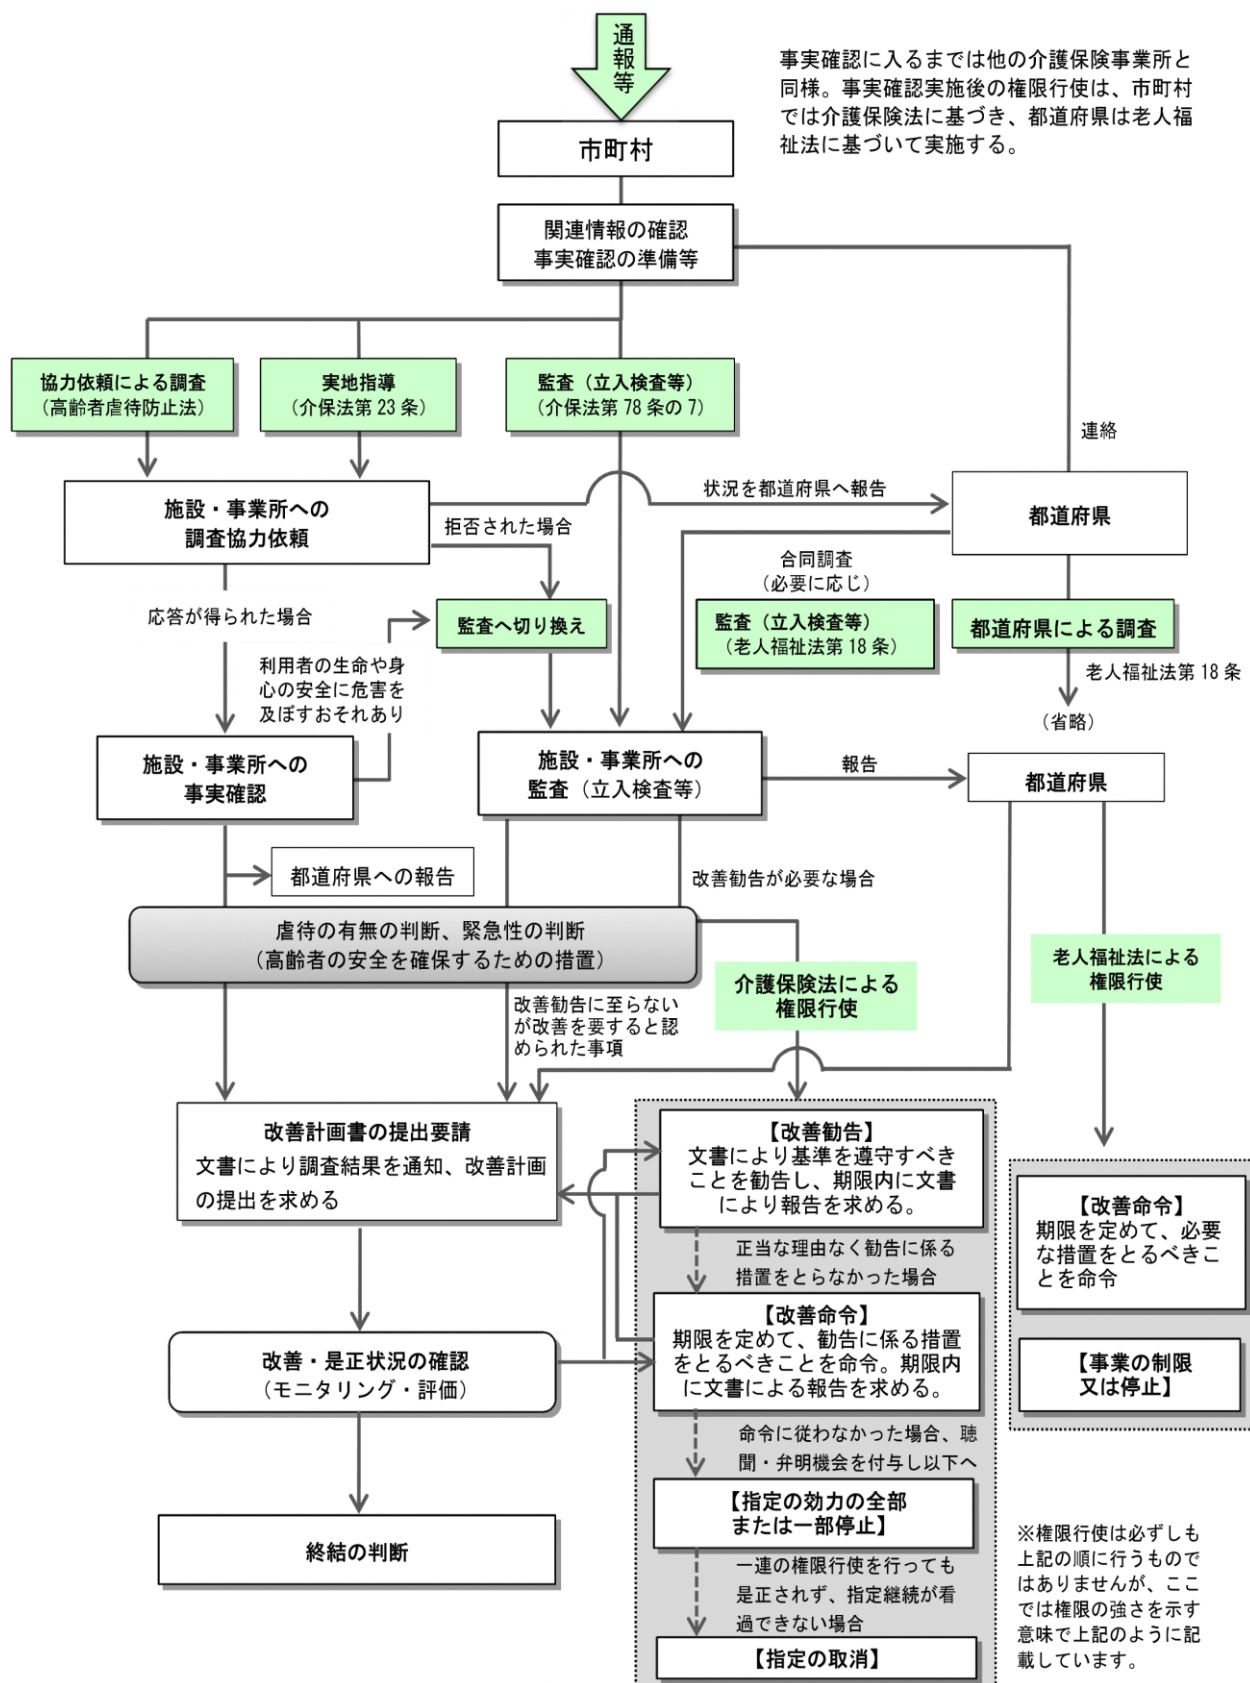 通報等
事実確認に入るまでは他の介護保険事業所と
同様。事実確認実施後の権限行使は、市町村
では介護保険法に基づき、都道府県は老人福
祉法に基づいて実施する。
市町村
関連情報の確認
事実確認の準備等
協力依頼による調査
（高齢者虐待防止法）
実地指導
（介保法第 23 条）
監査（立入検査等）
（介保法第 78 条の 7）
連絡
施設・事業所への
調査協力依頼
状況を都道府県へ報告
都道府県
拒否された場合
合同調査
（必要に応じ）
応答が得られた場合
監査へ切り換え
監査（立入検査等）
（老人福祉法第 18 条）
都道府県による調査
利用者の生命や身
心の安全に危害を
及ぼすおそれあり
老人福祉法第 18 条
（省略）
施設・事業所への
事実確認
施設・事業所への
監査（立入検査等）
報告
都道府県
都道府県への報告
改善勧告が必要な場合
虐待の有無の判断、緊急性の判断
（高齢者の安全を確保するための措置）
老人福祉法による
権限行使
介護保険法による
権限行使
改善勧告に至らない
が改善を要すると認
められた事項
改善計画書の提出要請
文書により調査結果を通知、改善計画
の提出を求める
【改善勧告】
文書により基準を遵守すべき
ことを勧告し、期限内に文書
により報告を求める。
【改善命令】
期限を定めて、必要
な措置をとるべきこ
とを命令
正当な理由なく勧告に係る
措置をとらなかった場合
【改善命令】
期限を定めて、勧告に係る措置
をとるべきことを命令。期限内
に文書による報告を求める。
改善・是正状況の確認
（モニタリング・評価）
【事業の制限
又は停止】
命令に従わなかった場合、聴
聞・弁明機会を付与し以下へ
【指定の効力の全部
または一部停止】
終結の判断
一連の権限行使を行っても
是正されず、指定継続が看
過できない場合
【指定の取消】
※権限行使は必ずしも
上記の順に行うもので
はありませんが、ここ
では権限の強さを示す
意味で上記のように記
載しています。